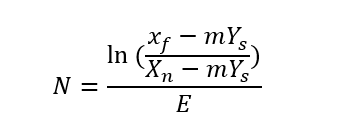 N = ln((x_f − mY_s)/(X_n − mY_s))/E